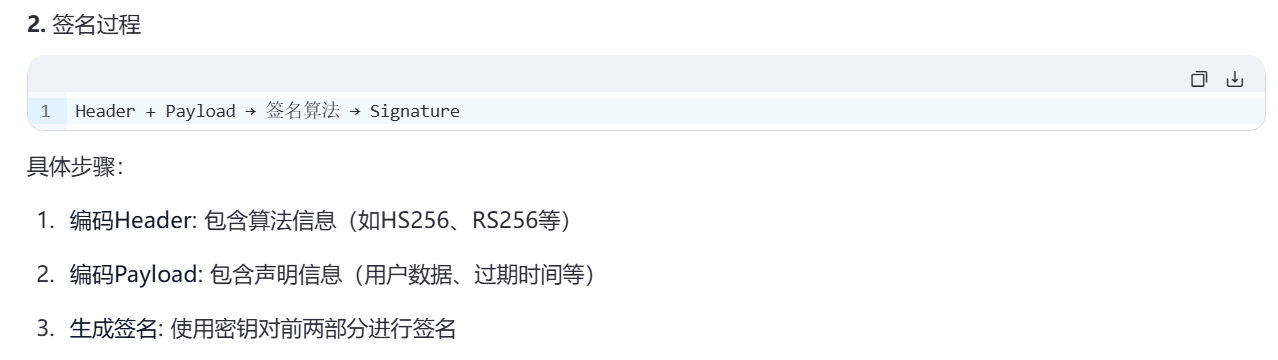 2. 签名过程
1 Header + Payload → 签名算法 → Signature
具体步骤：
1. 编码Header: 包含算法信息（如HS256、RS256等）
2. 编码Payload: 包含声明信息（用户数据、过期时间等）
3. 生成签名: 使用密钥对前两部分进行签名